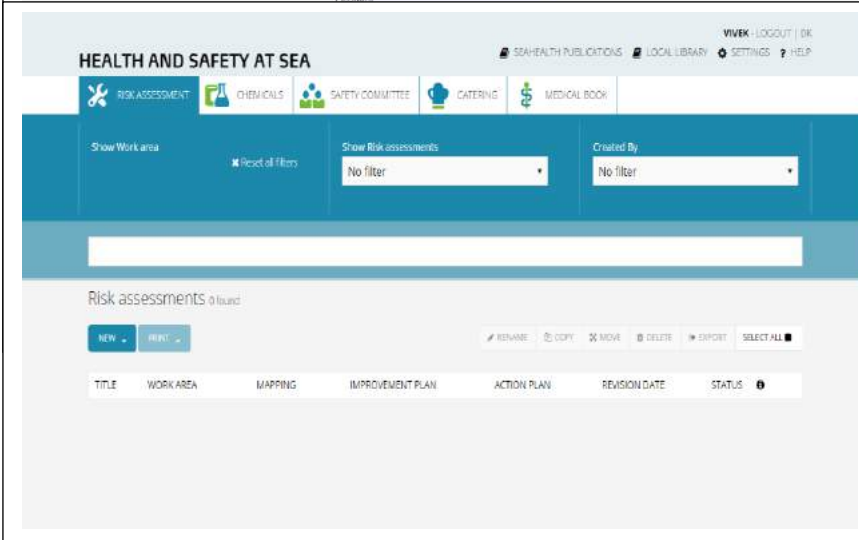 VIVEK - LOGOUT | DK
SEAHEALTH PUBLICATIONS LOCAL LIBRARY SETTINGS ? HELP
HEALTH AND SAFETY AT SEA
RISK ASSESSMENT CHEMICALS SAFETY COMMITTEE CATERING MEDICAL BOOK
Show Work area Show Risk assessments Created By
Reset all filters
No filter No filter
Risk assessments 0 found
NEW PRINT RENAME COPY MOVE DELETE EXPORT SELECT ALL
TITLE WORK AREA MAPPING IMPROVEMENT PLAN ACTION PLAN REVISION DATE STATUS